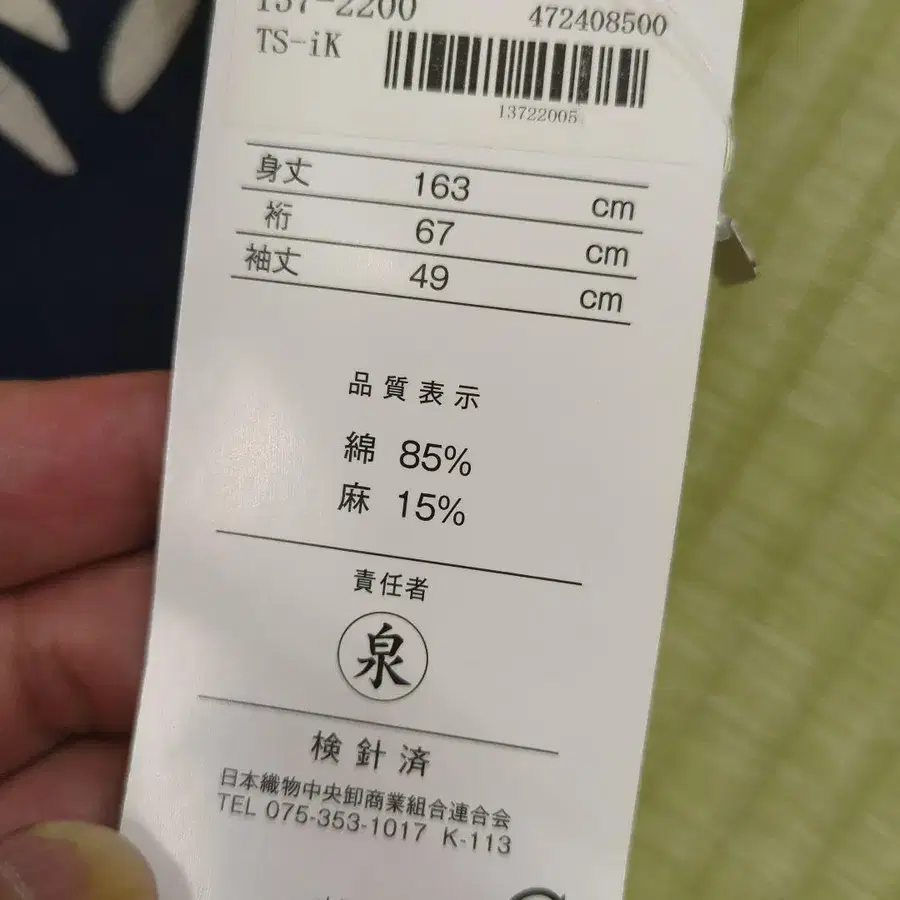 137-2200
472408500
TS-iK
13722005
身丈 163 cm
裄 67 cm
袖丈 49 cm
品質表示
綿 85%
麻 15%
責任者
泉
検針済
日本織物中央卸商業組合連合会
TEL 075-353-1017 K-113